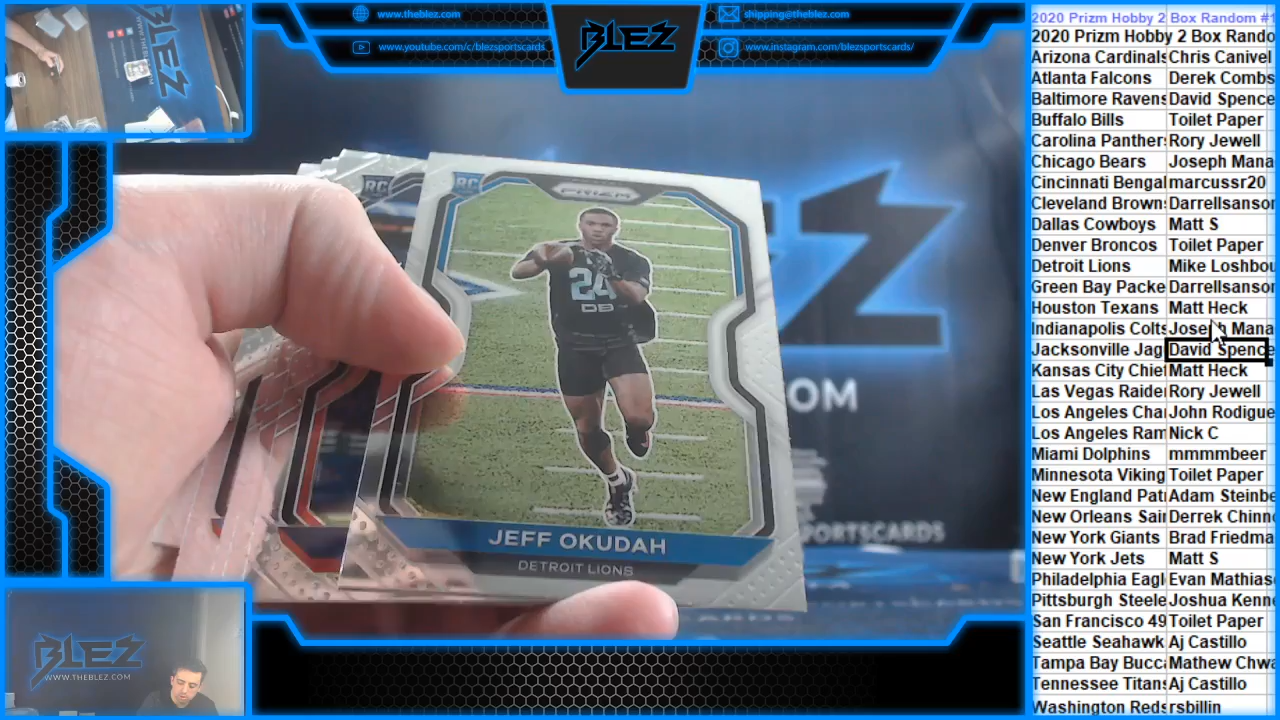 www.theblez.com
shipping@theblez.com
www.youtube.com/c/blezsportscards
www.instagram.com/blezsportscards/
BLEZ
RC
RC
PRIZM
24
DB
JEFF OKUDAH
DETROIT LIONS
.COM
SPORTSCARDS
BLEZ
WWW.THEBLEZ.COM
2020 Prizm Hobby 2 Box Random #1
2020 Prizm Hobby 2 Box Rando
Arizona Cardinals Chris Canivel
Atlanta Falcons Derek Combs
Baltimore Ravens David Spence
Buffalo Bills Toilet Paper
Carolina Panthers Rory Jewell
Chicago Bears Joseph Mana
Cincinnati Bengal marcussr20
Cleveland Browns Darrellsanson
Dallas Cowboys Matt S
Denver Broncos Toilet Paper
Detroit Lions Mike Loshbou
Green Bay Packe Darrellsanson
Houston Texans Matt Heck
Indianapolis Colts Joseph Mana
Jacksonville Jag David Spence
Kansas City Chief Matt Heck
Las Vegas Raide Rory Jewell
Los Angeles Cha John Rodigue
Los Angeles Ram Nick C
Miami Dolphins mmmmbeer
Minnesota Viking Toilet Paper
New England Pat Adam Steinbe
New Orleans Sai Derrek Chinn
New York Giants Brad Friedma
New York Jets Matt S
Philadelphia Eagl Evan Mathias
Pittsburgh Steele Joshua Kenn
San Francisco 49 Toilet Paper
Seattle Seahawk Aj Castillo
Tampa Bay Bucc Mathew Chwa
Tennessee Titans Aj Castillo
Washington Reds rsbillin